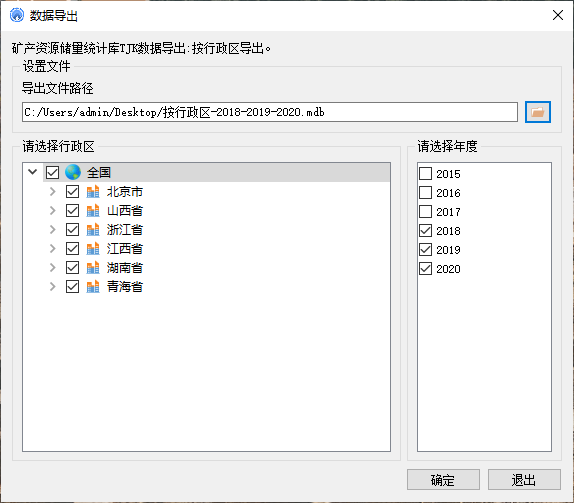 数据导出
矿产资源储量统计库TJK数据导出:按行政区导出。
设置文件
导出文件路径
C:/Users/admin/Desktop/按行政区-2018-2019-2020.mdb
请选择行政区
全国
北京市
山西省
浙江省
江西省
湖南省
青海省
请选择年度
2015
2016
2017
2018
2019
2020
确定
退出